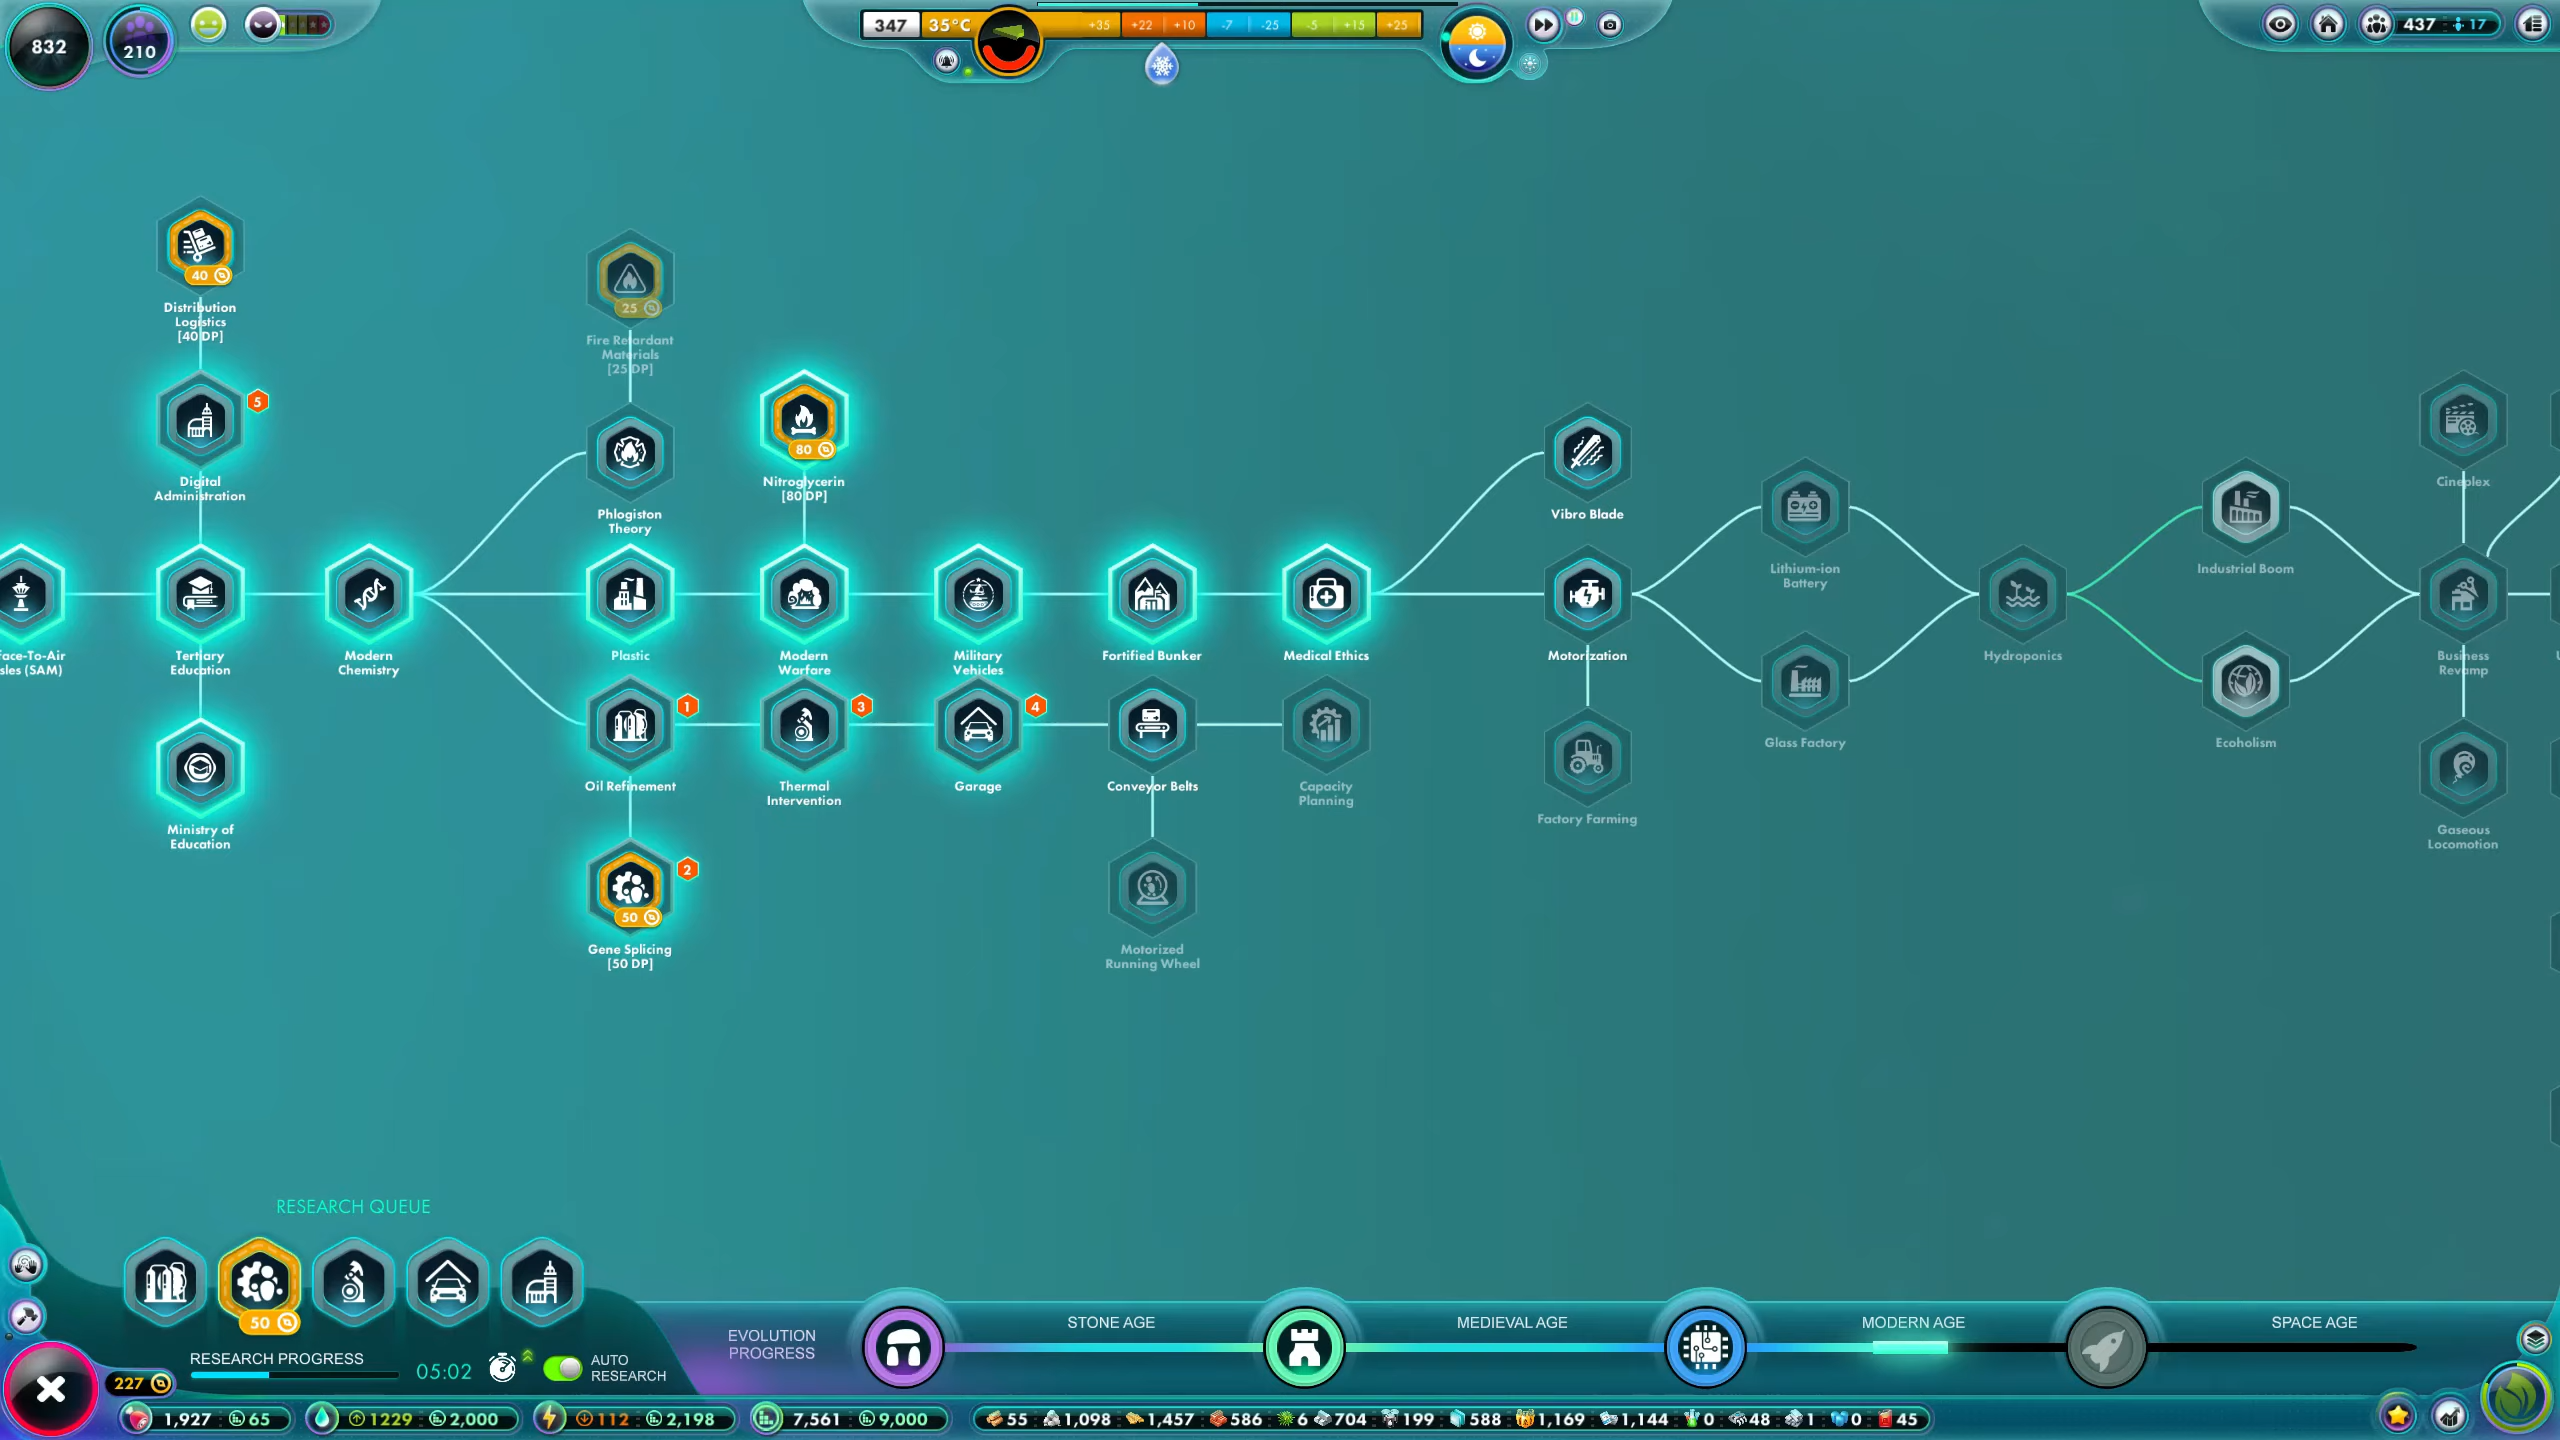 832
210
347
35°C
+35
+22
+10
-7
-25
-5
+15
+25
437
17
40
Distribution
Logistics
[40 DP]
25
Fire Retardant
Materials
[25 DP]
5
Digital
Administration
80
Nitroglycerin
[80 DP]
Phlogiston
Theory
Vibro Blade
Cineplex
Lithium-ion
Battery
Industrial Boom
face-To-Air
siles (SAM)
Tertiary
Education
Modern
Chemistry
Plastic
Modern
Warfare
Military
Vehicles
Fortified Bunker
Medical Ethics
Motorization
Hydroponics
Business
Revamp
1
3
4
Oil Refinement
Thermal
Intervention
Garage
Conveyor Belts
Capacity
Planning
Glass Factory
Ecoholism
Factory Farming
Ministry of
Education
Gaseous
Locomotion
2
50
Gene Splicing
[50 DP]
Motorized
Running Wheel
RESEARCH QUEUE
50
RESEARCH PROGRESS
05:02
AUTO
RESEARCH
227
EVOLUTION
PROGRESS
STONE AGE
MEDIEVAL AGE
MODERN AGE
SPACE AGE
1,927
65
1229
2,000
112
2,198
7,561
9,000
55
1,098
1,457
586
6
704
199
588
1,169
1,144
0
48
1
0
45